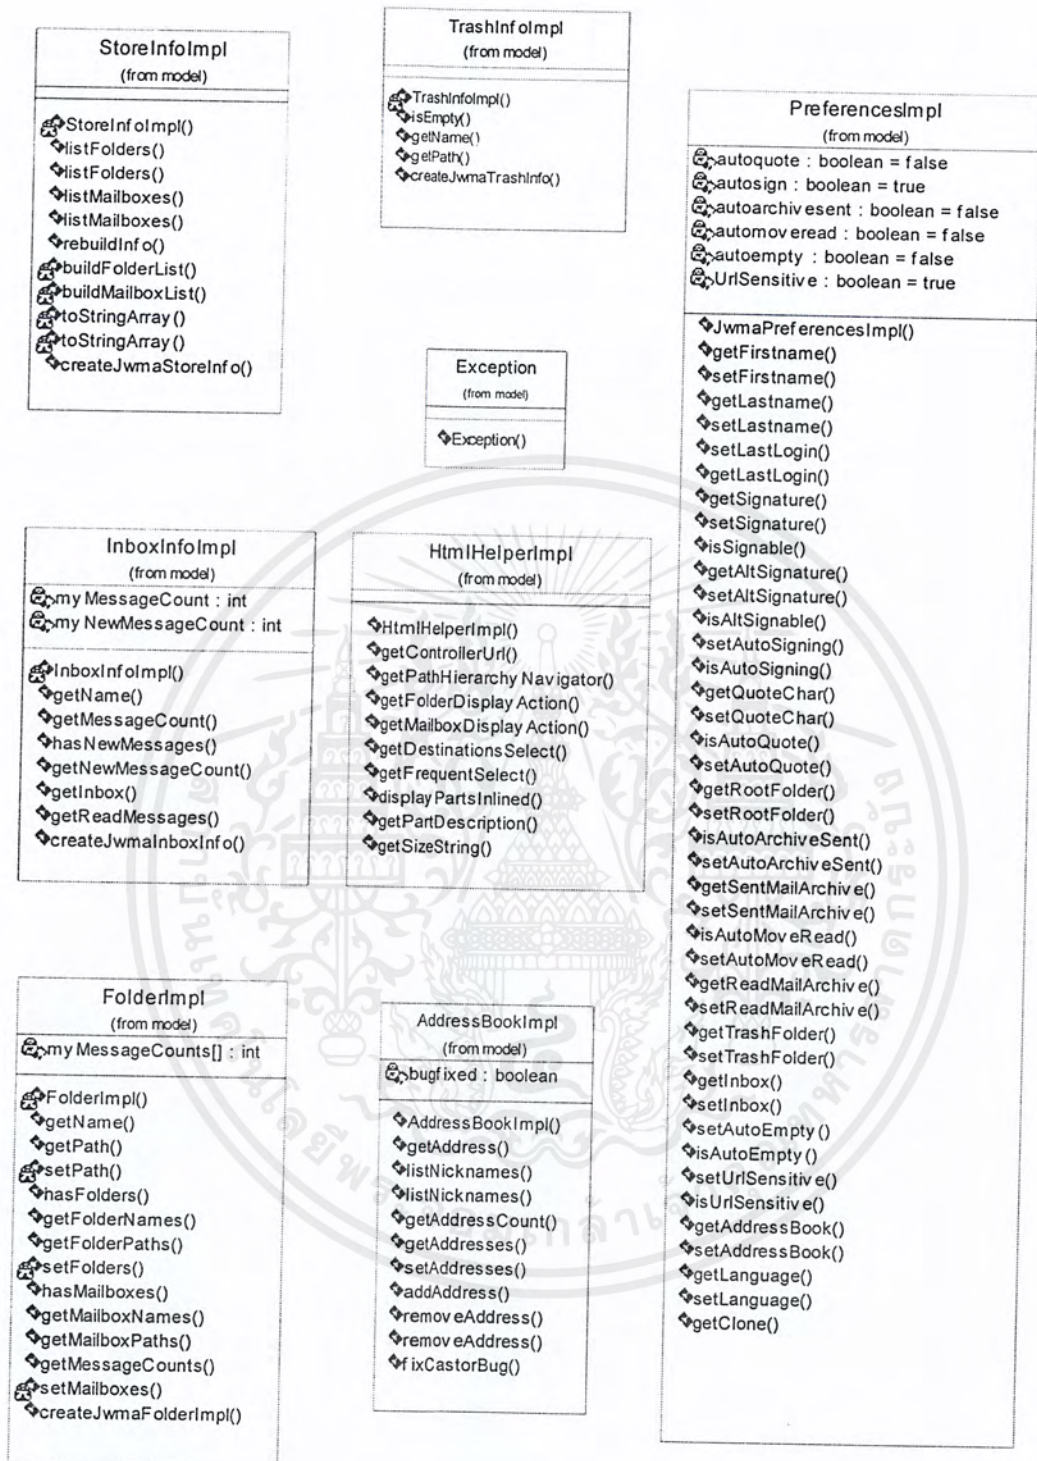 StoreInfoImpl
(from model)
StoreInfoImpl()
listFolders()
listFolders()
listMailboxes()
listMailboxes()
rebuildInfo()
buildFolderList()
buildMailboxList()
toStringArray()
toStringArray()
createJwmaStoreInfo()
TrashInfoImpl
(from model)
TrashInfoImpl()
isEmpty()
getName()
getPath()
createJwmaTrashInfo()
Exception
(from model)
Exception()
PreferencesImpl
(from model)
autoquote : boolean = false
autosign : boolean = true
autoarchivesent : boolean = false
automoveread : boolean = false
autoempty : boolean = false
UrlSensitive : boolean = true
JwmaPreferencesImpl()
getFirstname()
setFirstname()
getLastname()
setLastname()
setLastLogin()
getLastLogin()
getSignature()
setSignature()
isSignable()
getAltSignature()
setAltSignature()
isAltSignable()
setAutoSigning()
isAutoSigning()
getQuoteChar()
setQuoteChar()
isAutoQuote()
setAutoQuote()
getRootFolder()
setRootFolder()
isAutoArchiveSent()
setAutoArchiveSent()
getSentMailArchive()
setSentMailArchive()
isAutoMoveRead()
setAutoMoveRead()
getReadMailArchive()
setReadMailArchive()
getTrashFolder()
setTrashFolder()
getInbox()
setInbox()
setAutoEmpty()
isAutoEmpty()
setUrlSensitive()
isUrlSensitive()
getAddressBook()
setAddressBook()
getLanguage()
setLanguage()
getClone()
InboxInfoImpl
(from model)
myMessageCount : int
myNewMessageCount : int
InboxInfoImpl()
getName()
getMessageCount()
hasNewMessages()
getNewMessageCount()
getInbox()
getReadMessages()
createJwmaInboxInfo()
HtmlHelperImpl
(from model)
HtmlHelperImpl()
getControllerUrl()
getPathHierarchyNavigator()
getFolderDisplayAction()
getMailboxDisplayAction()
getDestinationsSelect()
getFrequentSelect()
displayPartsInlined()
getPartDescription()
getSizeString()
FolderImpl
(from model)
myMessageCounts[] : int
FolderImpl()
getName()
getPath()
setPath()
hasFolders()
getFolderNames()
getFolderPaths()
setFolders()
hasMailboxes()
getMailboxNames()
getMailboxPaths()
getMessageCounts()
setMailboxes()
createJwmaFolderImpl()
AddressBookImpl
(from model)
bugfixed : boolean
AddressBookImpl()
getAddress()
listNicknames()
listNicknames()
getAddressCount()
getAddresses()
setAddresses()
addAddress()
removeAddress()
removeAddress()
fixCastorBug()